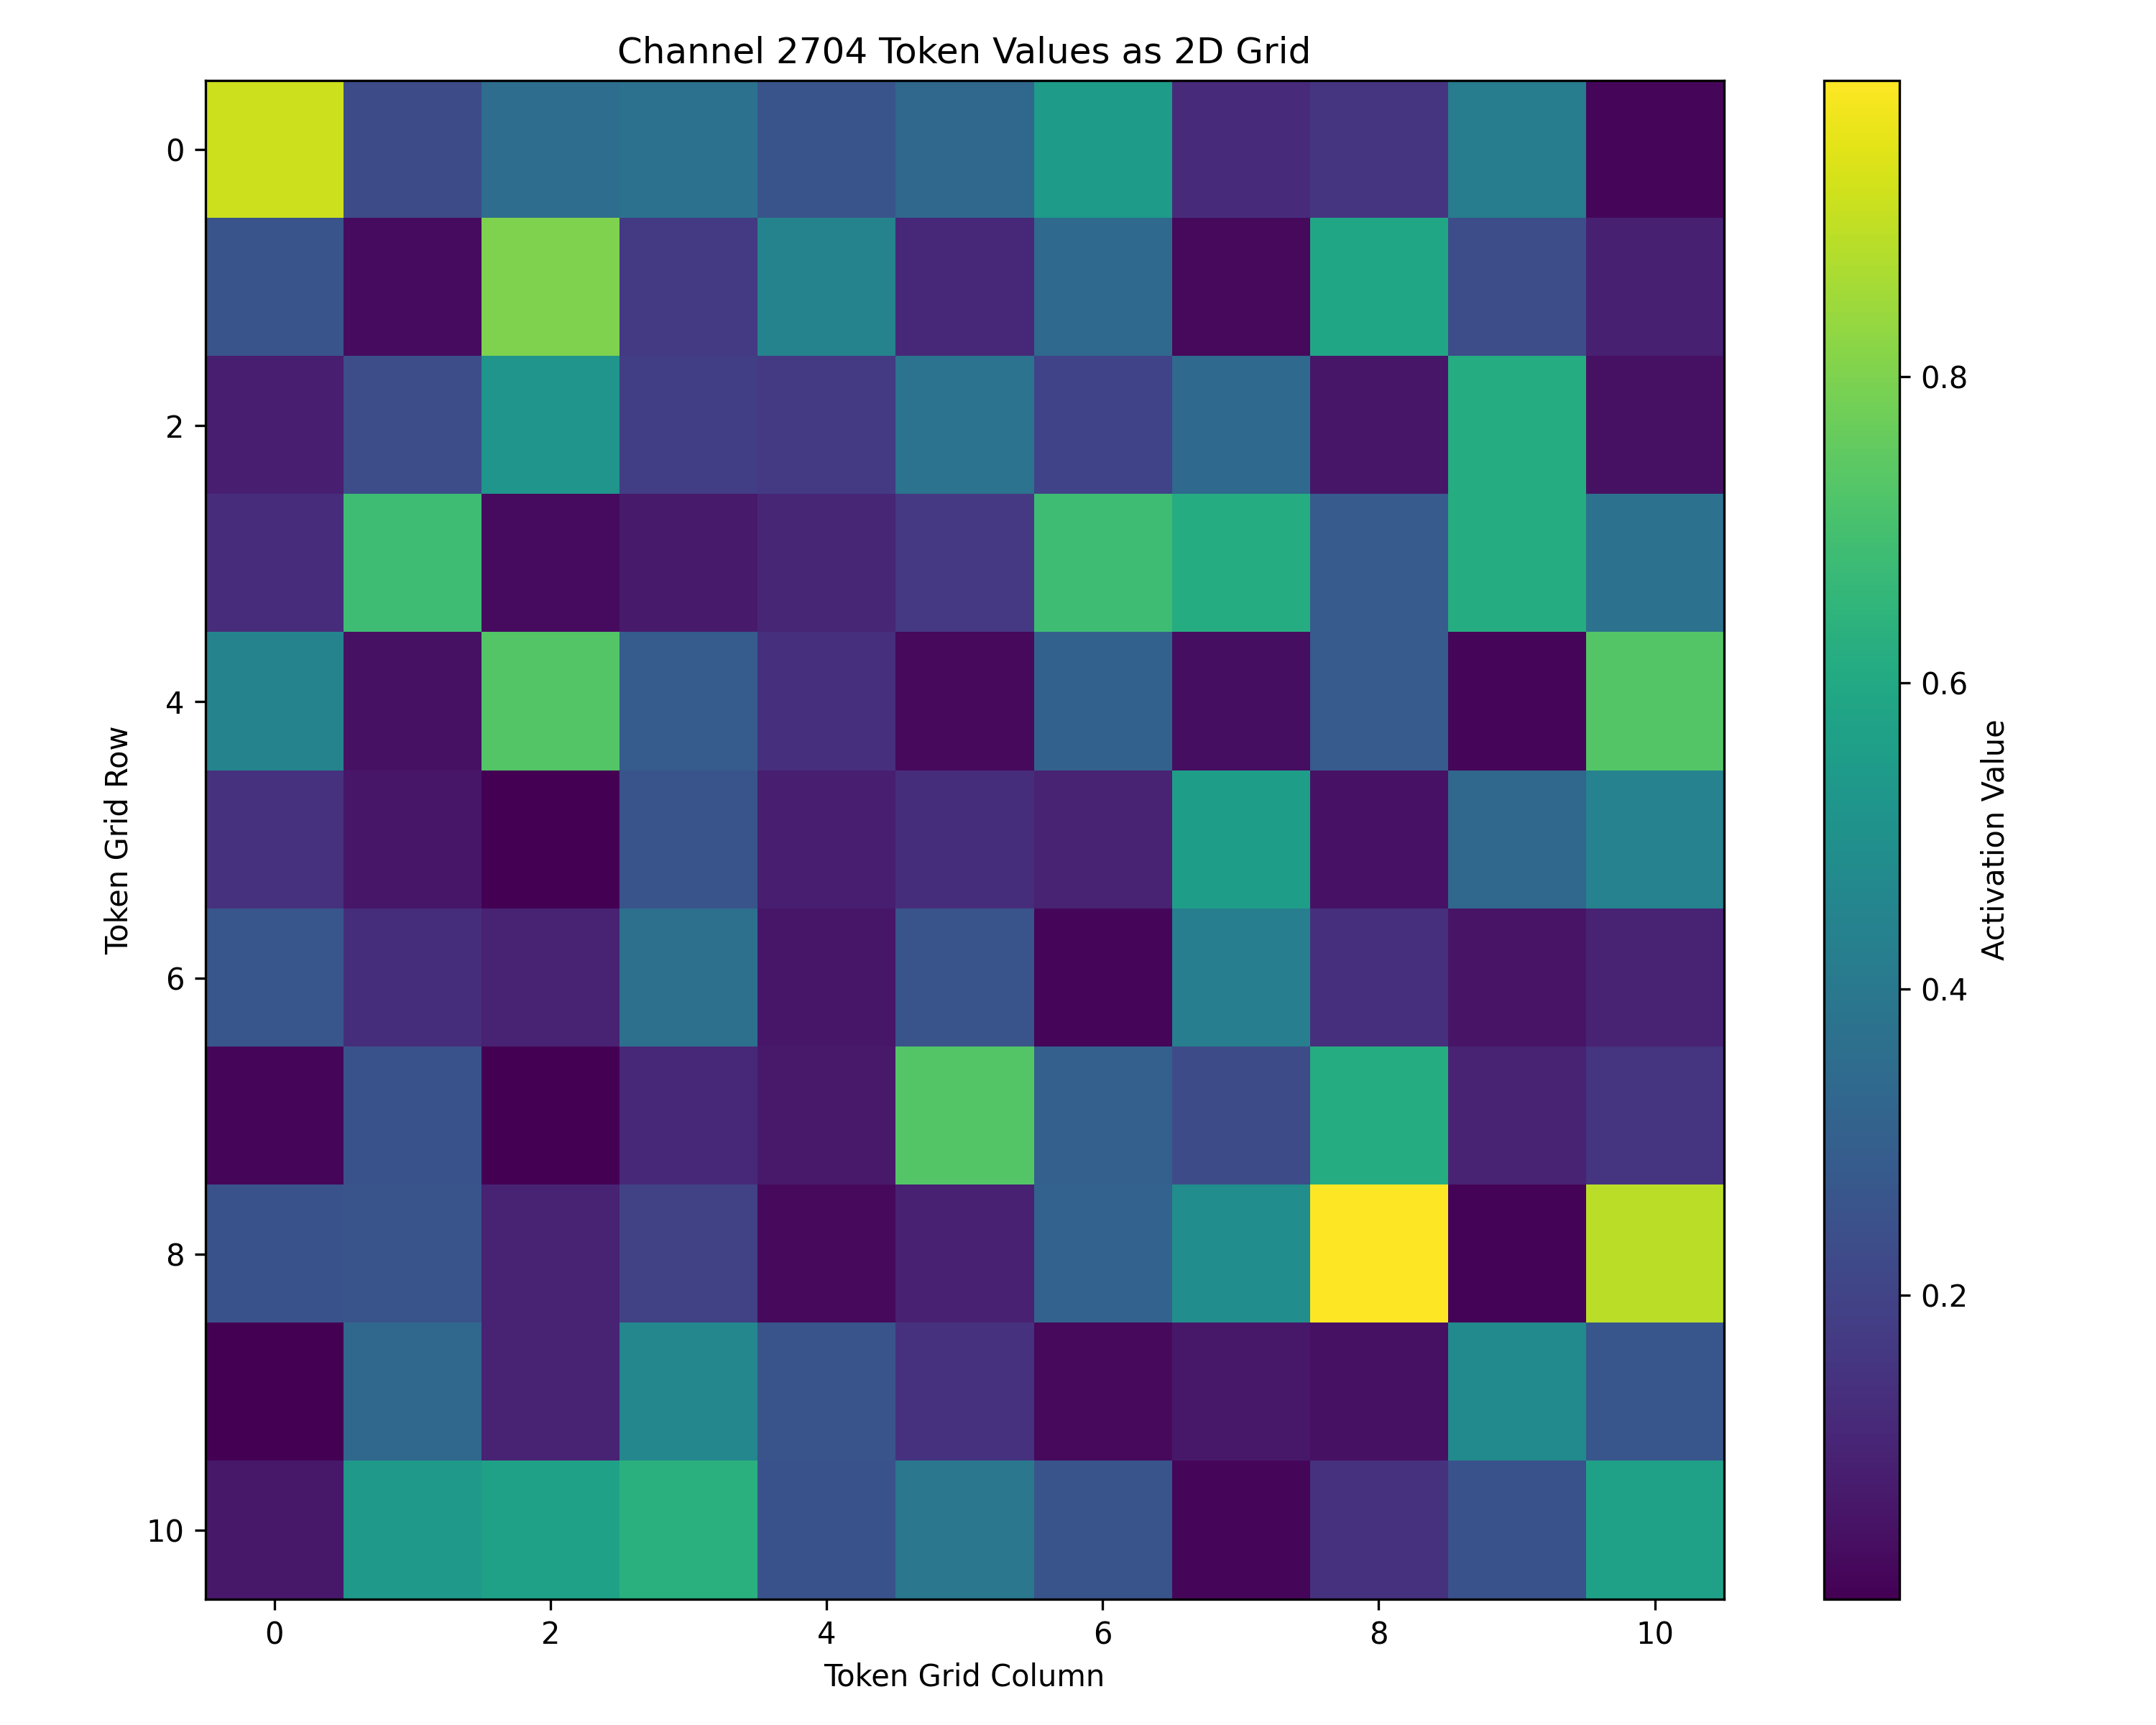 Channel 2704 Token Values as 2D Grid
0
2
4
6
8
10
Token Grid Row
0 2 4 6 8 10
Token Grid Column
0.8
0.6
0.4
0.2
Activation Value